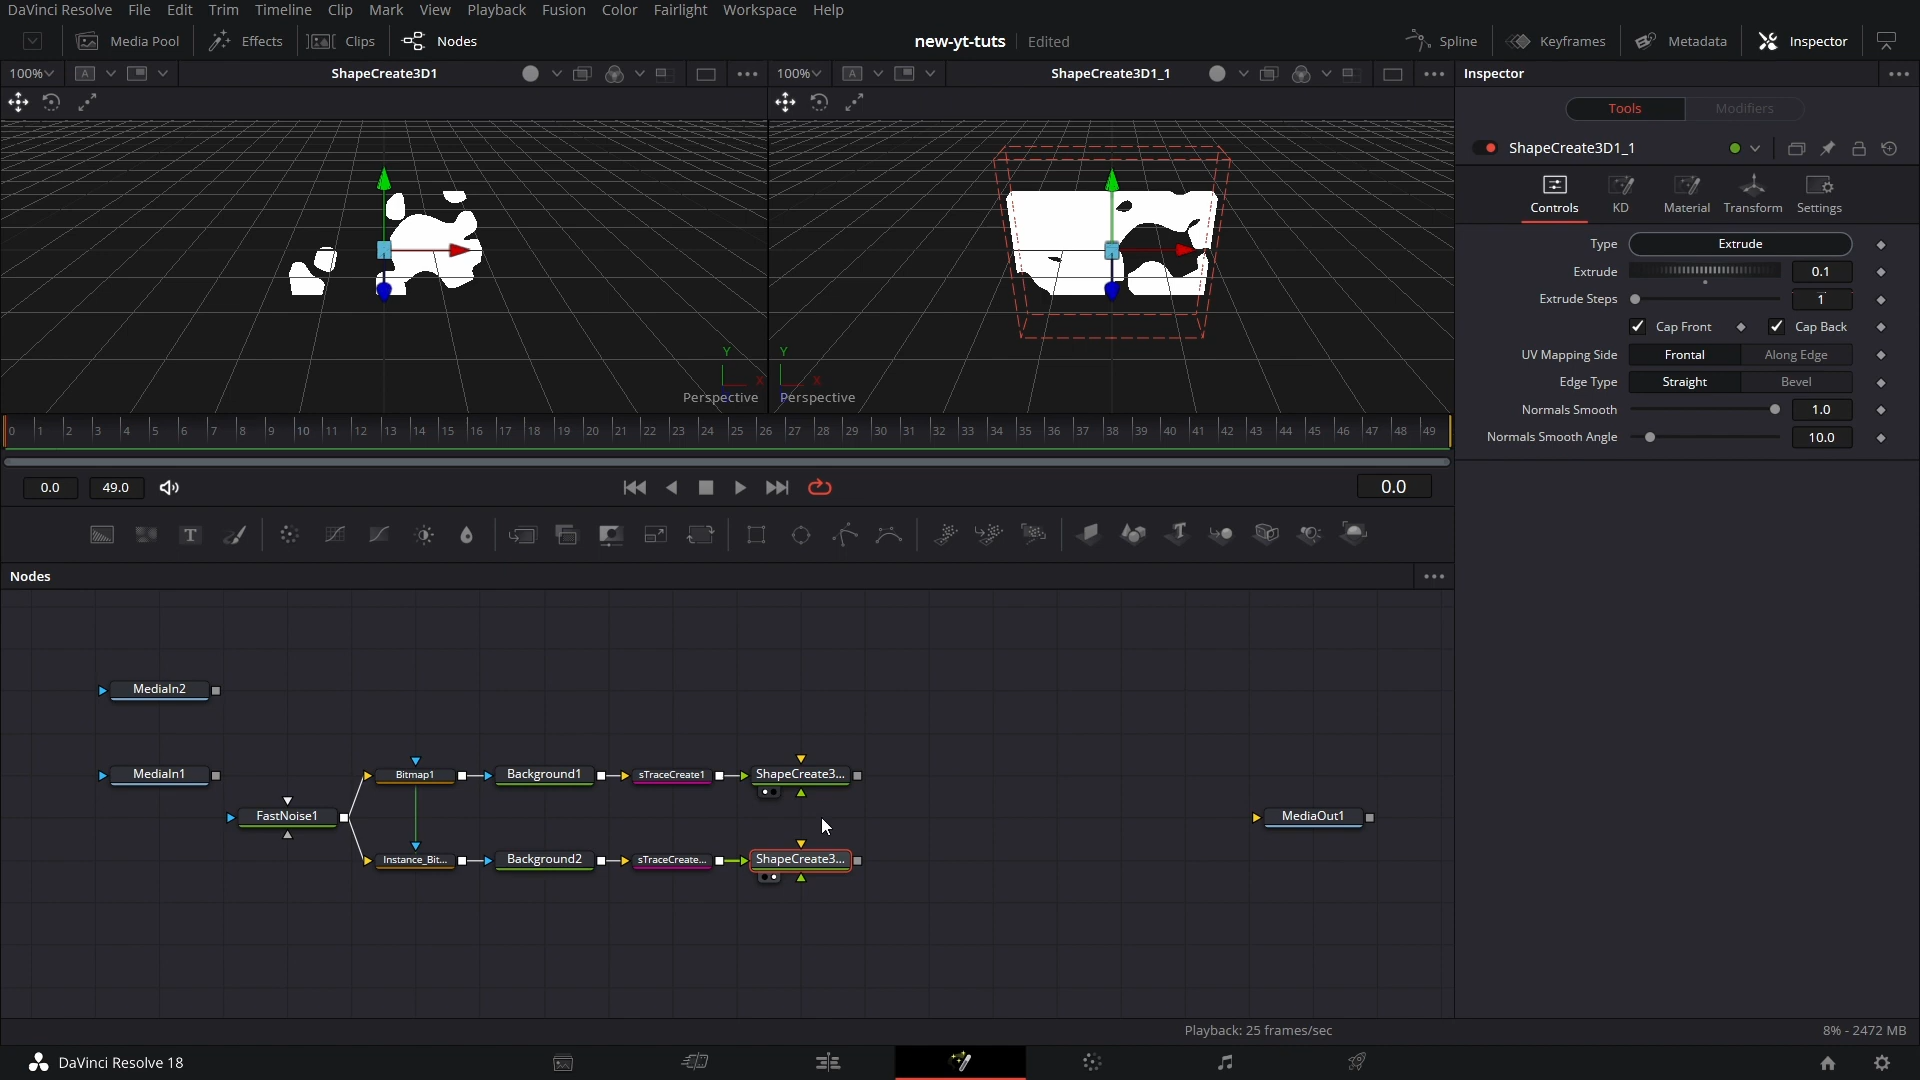 DaVinci Resolve File Edit Trim Timeline Clip Mark View Playback Fusion Color Fairlight Workspace Help
Media Pool Effects Clips Nodes new-yt-tuts Edited Spline Keyframes Metadata Inspector
100% A ShapeCreate3D1 100% A ShapeCreate3D1_1 Inspector
Tools Modifiers
ShapeCreate3D1_1
Controls KD Material Transform Settings
Type Extrude
Extrude 0.1
Extrude Steps 1
Cap Front Cap Back
UV Mapping Side Frontal Along Edge
Edge Type Straight Bevel
Normals Smooth 1.0
Normals Smooth Angle 10.0
Y X Perspective
Y X Perspective
0 1 2 3 4 5 6 7 8 9 10 11 12 13 14 15 16 17 18 19 20 21 22 23 24 25 26 27 28 29 30 31 32 33 34 35 36 37 38 39 40 41 42 43 44 45 46 47 48 49
0.0 49.0 0.0
T T
Nodes
MediaIn2
MediaIn1 Bitmap1 Background1 sTraceCreate1 ShapeCreate3...
FastNoise1 MediaOut1
Instance_Bit... Background2 sTraceCreate... ShapeCreate3...
Playback: 25 frames/sec 8% - 2472 MB
DaVinci Resolve 18